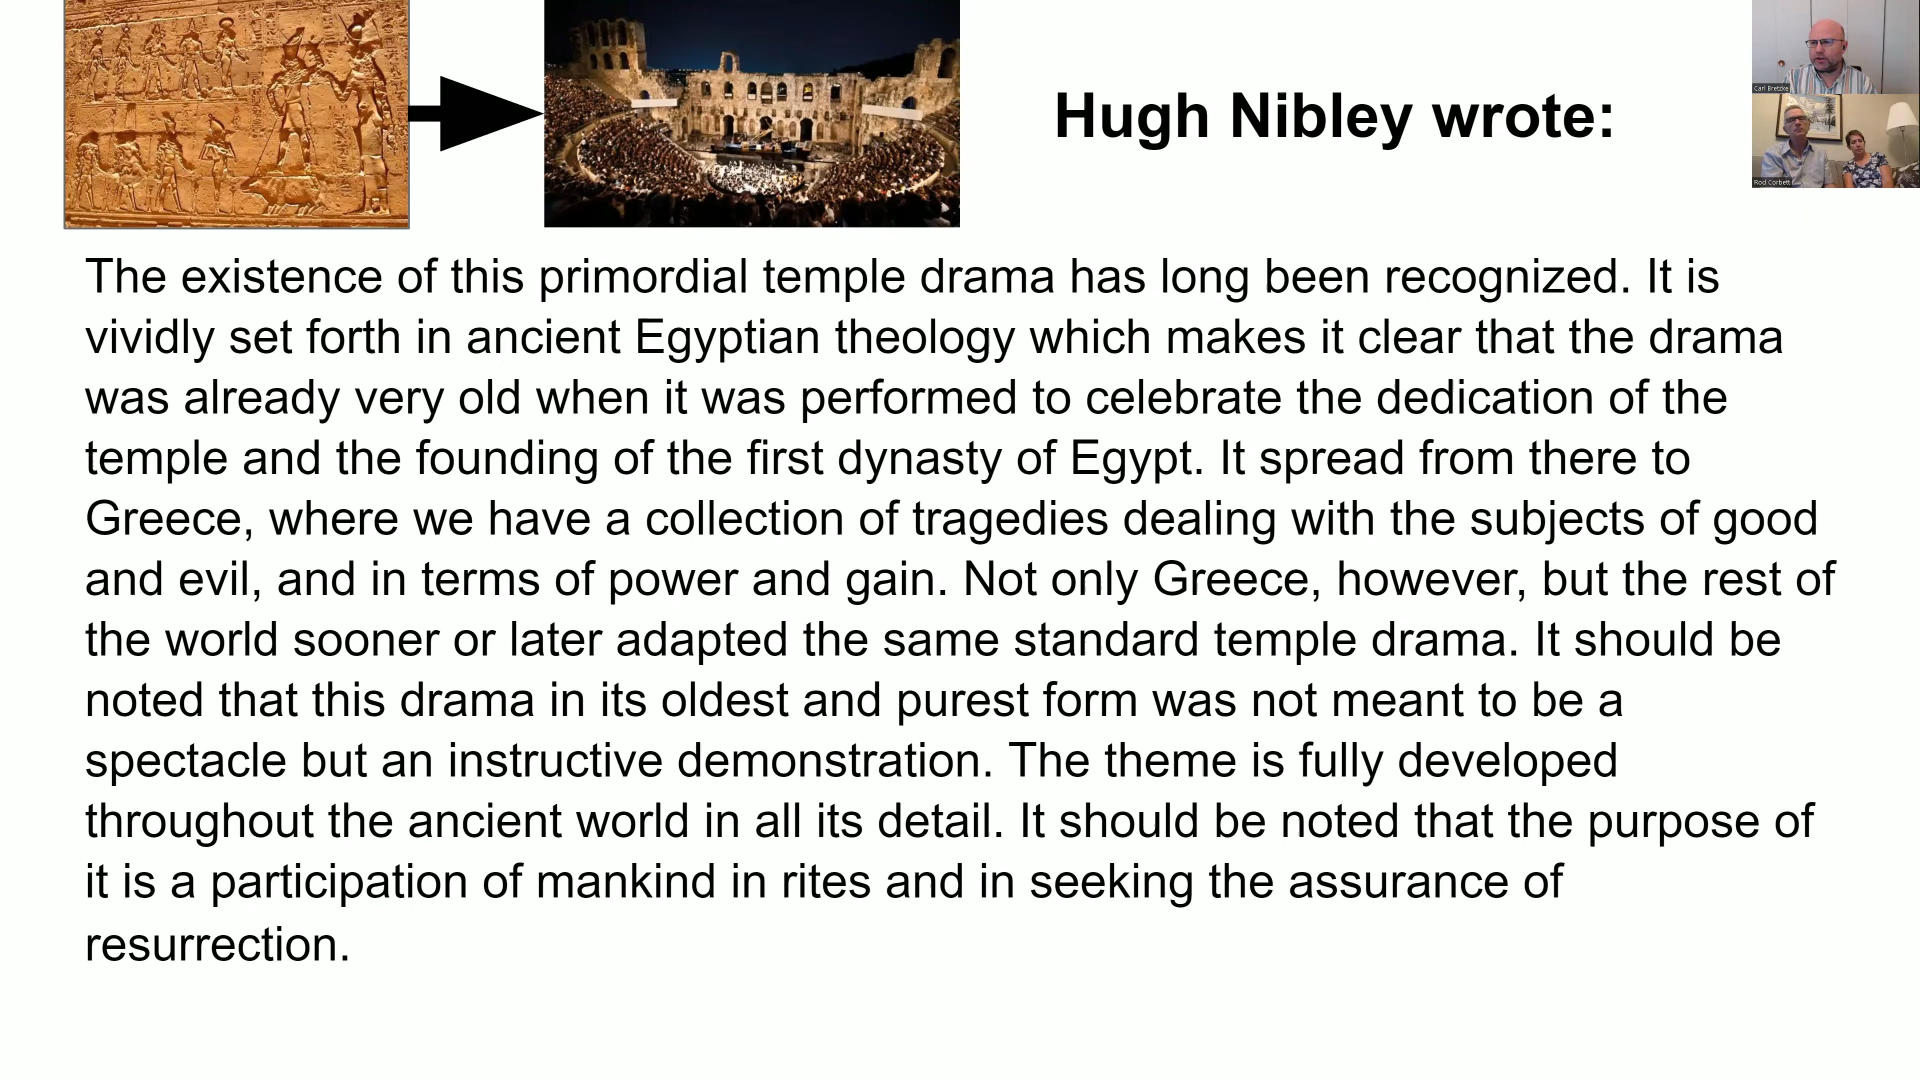 Hugh Nibley wrote:
Carl Bretzke
Rod Corbett
The existence of this primordial temple drama has long been recognized. It is
vividly set forth in ancient Egyptian theology which makes it clear that the drama
was already very old when it was performed to celebrate the dedication of the
temple and the founding of the first dynasty of Egypt. It spread from there to
Greece, where we have a collection of tragedies dealing with the subjects of good
and evil, and in terms of power and gain. Not only Greece, however, but the rest of
the world sooner or later adapted the same standard temple drama. It should be
noted that this drama in its oldest and purest form was not meant to be a
spectacle but an instructive demonstration. The theme is fully developed
throughout the ancient world in all its detail. It should be noted that the purpose of
it is a participation of mankind in rites and in seeking the assurance of
resurrection.